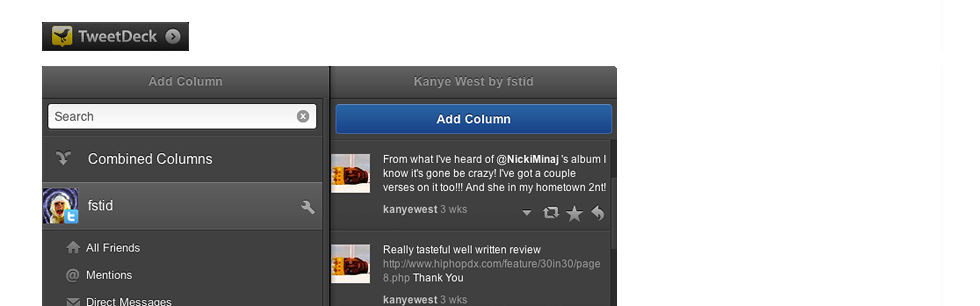 TweetDeck
Add Column
Search
Combined Columns
fstid
All Friends
@ Mentions
Direct Messages
Kanye West by fstid
Add Column
From what I've heard of @NickiMinaj 's album I
know it's gone be crazy! I've got a couple
verses on it too!!! And she in my hometown 2nt!
kanyewest 3 wks
Really tasteful well written review
http://www.hiphopdx.com/feature/30in30/page
8.php Thank You
kanyewest 3 wks